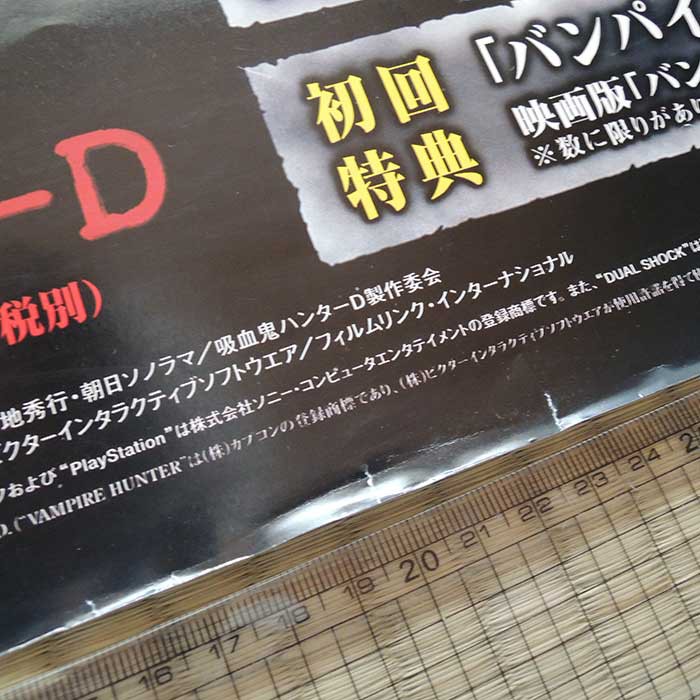 初回
特典
「バンパイ
映画版「バン
※数に限りがあ
ーD
税別）
地秀行・朝日ソノラマ／吸血鬼ハンターD製作委会
クターインタラクティブソフトウエア／フィルムリンク・インターナショナル
および、“PlayStation”は株式会社ソニー・コンピュータエンタテイメントの登録商標です。また、“DUAL SHOCK”は
D. (“VAMPIRE HUNTER”は(株)カプコンの登録商標であり、(株)ビクターインタラクティブソフトウエアが使用許諾を得て使
16 17 18 19 20 21 22 23 24 25